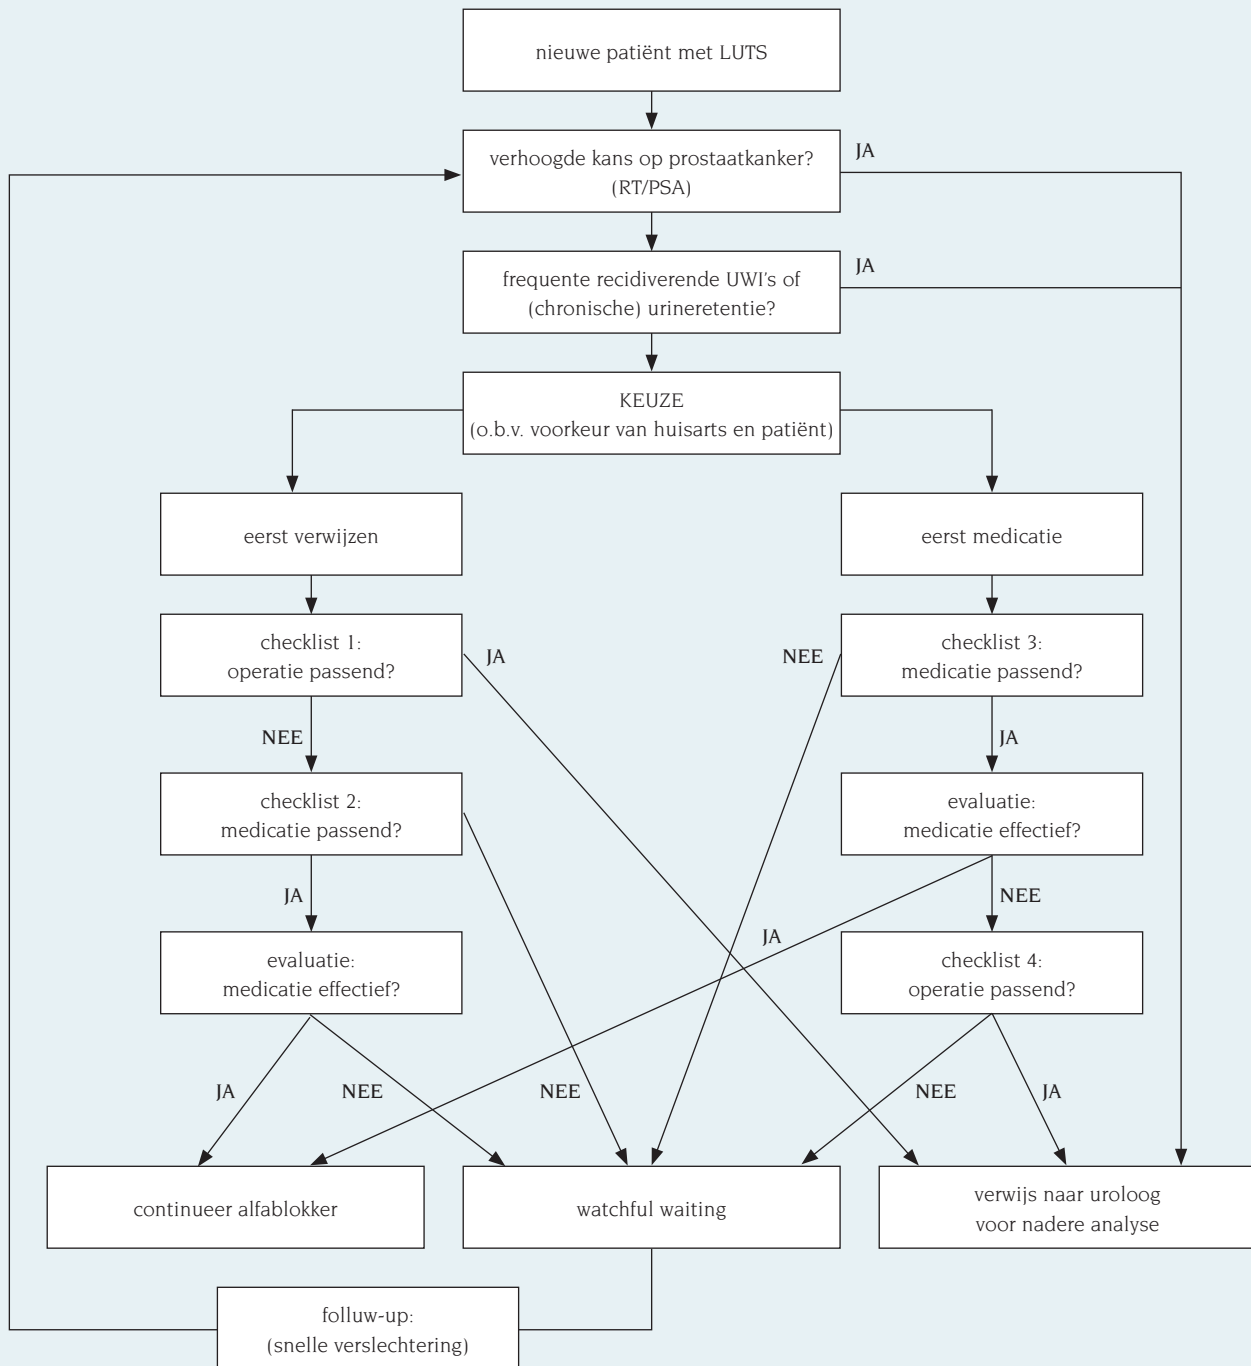 nieuwe patiënt met LUTS
verhoogde kans op prostaatkanker?
(RT/PSA)
JA
frequente recidiverende UWI's of
(chronische) urineretentie?
JA
KEUZE
(o.b.v. voorkeur van huisarts en patiënt)
eerst verwijzen
eerst medicatie
checklist 1:
operatie passend?
JA
NEE
checklist 3:
medicatie passend?
NEE
JA
checklist 2:
medicatie passend?
evaluatie:
medicatie effectief?
JA
NEE
JA
evaluatie:
medicatie effectief?
checklist 4:
operatie passend?
JA
NEE
NEE
NEE
JA
continueer alfablokker
watchful waiting
verwijs naar uroloog
voor nadere analyse
folluw-up:
(snelle verslechtering)